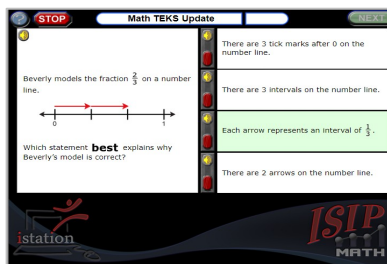 STOP
Math TEKS Update
NEXT
Beverly models the fraction 2/3 on a number
line.
0 1
Which statement best explains why
Beverly's model is correct?
There are 3 tick marks after 0 on the
number line.
There are 3 intervals on the number line.
Each arrow represents an interval of 1/3.
There are 2 arrows on the number line.
istation
ISIP
MATH